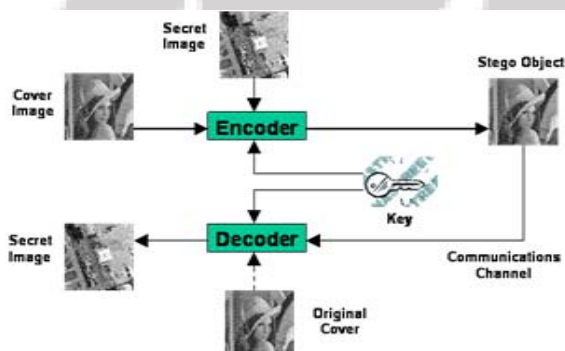 Secret
Image
Stego Object
Cover
Image
Encoder
Key
Secret
Image
Decoder
Communications
Channel
Original
Cover